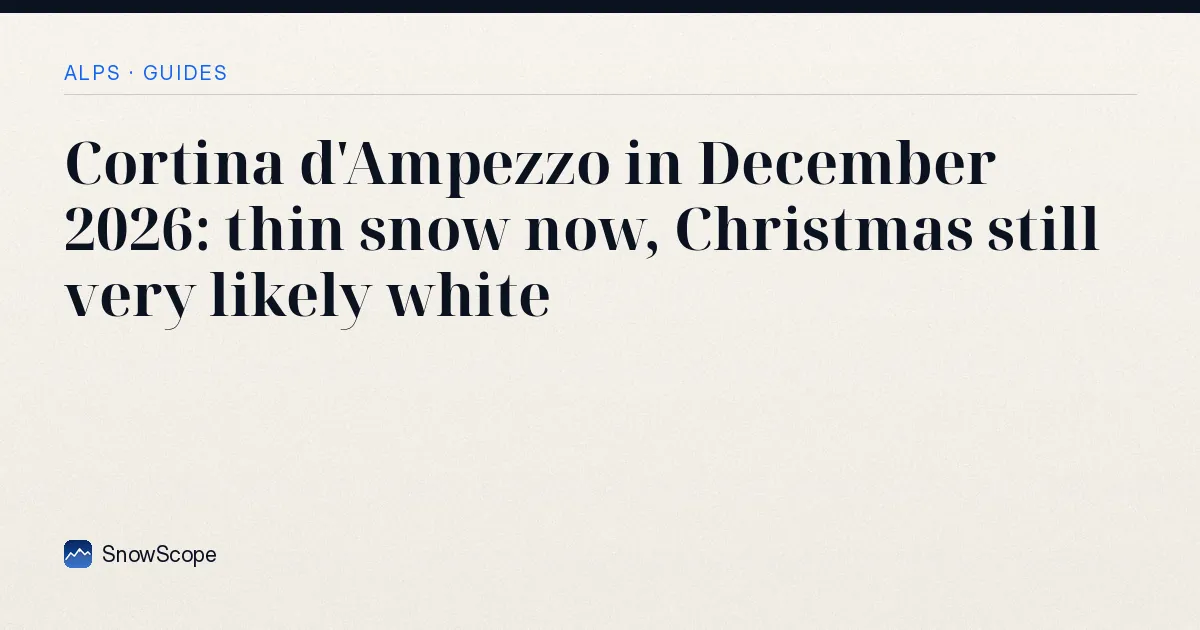 ALPS · GUIDES
Cortina d'Ampezzo in December
2026: thin snow now, Christmas still
very likely white
SnowScope